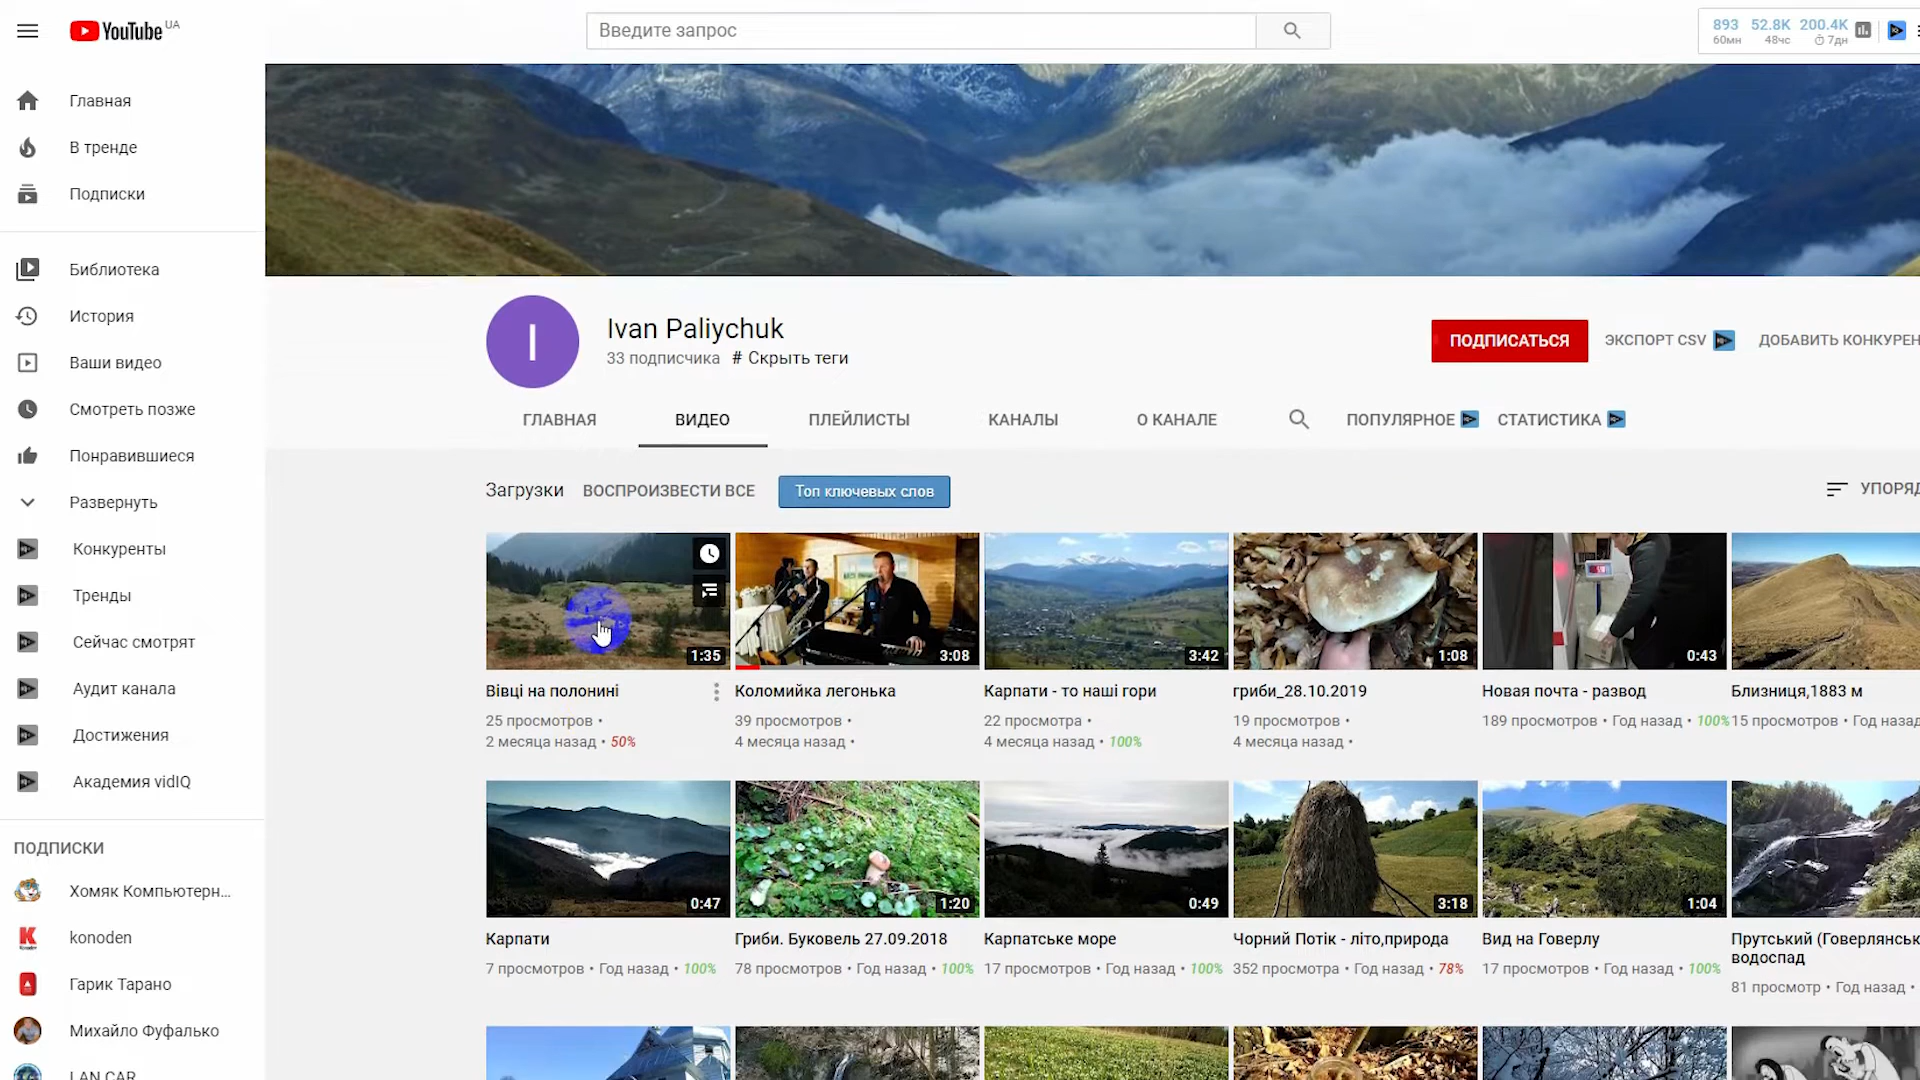 YouTube UA
Введите запрос
893 52.8K 200.4K
60мн 48чс 7дн
Главная
В тренде
Подписки
Библиотека
История
Ваши видео
Смотреть позже
Понравившиеся
Развернуть
Конкуренты
Тренды
Сейчас смотрят
Аудит канала
Достижения
Академия vidIQ
ПОДПИСКИ
Хомяк Компьютерн...
konoden
Гарик Тарано
Михайло Фуфалько
LAN CAR
I
Ivan Paliychuk
33 подписчика # Скрыть теги
ПОДПИСАТЬСЯ ЭКСПОРТ CSV ДОБАВИТЬ КОНКУРЕН
ГЛАВНАЯ ВИДЕО ПЛЕЙЛИСТЫ КАНАЛЫ О КАНАЛЕ ПОПУЛЯРНОЕ СТАТИСТИКА
Загрузки ВОСПРОИЗВЕСТИ ВСЕ Топ ключевых слов УПОРЯД
1:35 3:08 3:42 1:08 0:43
Вівці на полонині
25 просмотров •
2 месяца назад • 50%
Коломийка легонька
39 просмотров •
4 месяца назад •
Карпати - то наші гори
22 просмотра •
4 месяца назад • 100%
гриби_28.10.2019
19 просмотров •
4 месяца назад •
Новая почта - развод
189 просмотров • Год назад • 100%
Близниця,1883 м
15 просмотров • Год назад
0:47 1:20 0:49 3:18 1:04
Карпати
7 просмотров • Год назад • 100%
Гриби. Буковель 27.09.2018
78 просмотров • Год назад • 100%
Карпатське море
17 просмотров • Год назад • 100%
Чорний Потік - літо,природа
352 просмотра • Год назад • 78%
Вид на Говерлу
17 просмотров • Год назад • 100%
Прутський (Говерлянськ
водоспад
81 просмотр • Год назад •